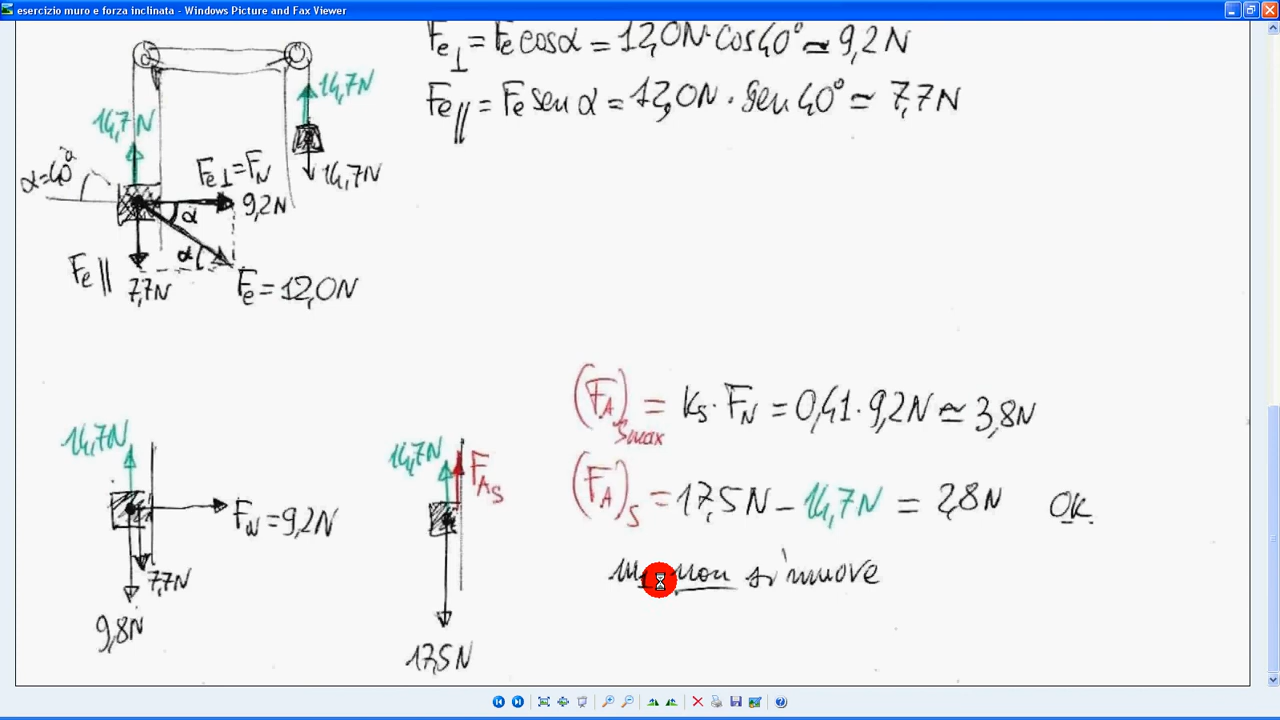 esercizio muro e forza inclinata - Windows Picture and Fax Viewer
Fe⊥ = Fe cosα = 12,0N·cos40° ≃ 9,2N
Fe// = Fe sen α = 12,0N · sen 40° ≃ 7,7N
14,7N
14,7N
14,7N
α=40°
Fe⊥=FN
9,2N
α
α
Fe//
7,7N
Fe=12,0N
(FA)Smax = ks· FN = 0,41·9,2N ≃ 3,8N
14,7N
FN=9,2N
7,7N
9,8N
14,7N
FAS
17,5N
(FA)S = 17,5N - 14,7N = 2,8N OK.
non si muove